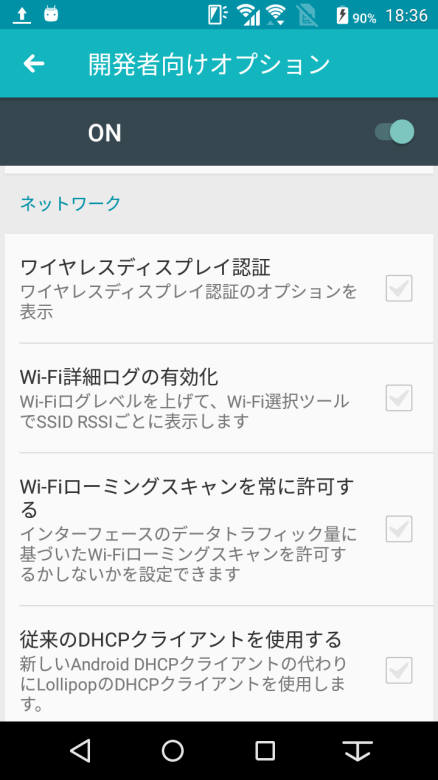 90% 18:36
開発者向けオプション
ON
ネットワーク
ワイヤレスディスプレイ認証
ワイヤレスディスプレイ認証のオプションを
表示
Wi-Fi詳細ログの有効化
Wi-Fiログレベルを上げて、Wi-Fi選択ツール
でSSID RSSIごとに表示します
Wi-Fiローミングスキャンを常に許可す
る
インターフェースのデータトラフィック量に
基づいたWi-Fiローミングスキャンを許可す
るかしないかを設定できます
従来のDHCPクライアントを使用する
新しいAndroid DHCPクライアントの代わり
にLollipopのDHCPクライアントを使用しま
す。